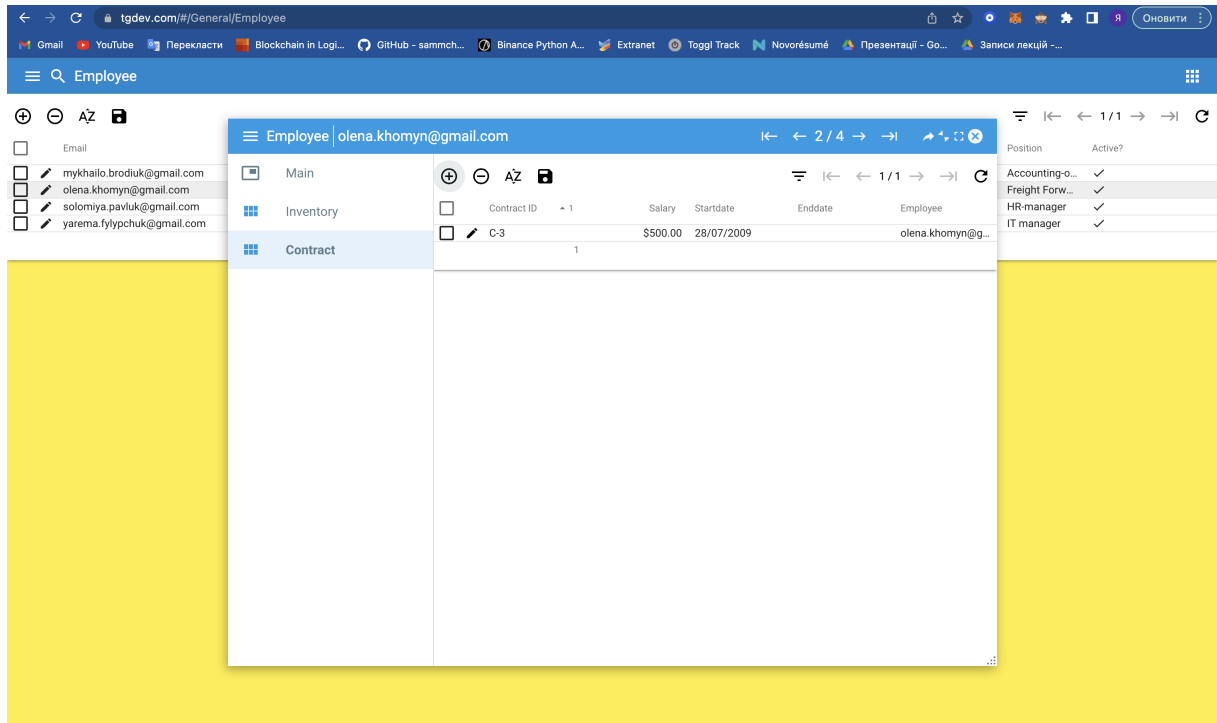 tgdev.com/#/General/Employee
Я
Оновити
Gmail YouTube Перекласти Blockchain in Logi... GitHub - sammch... Binance Python A... Extranet Toggl Track Novorésumé Презентації - Go... Записи лекцій -...
Employee
AZ 1 / 1
Email Position Active?
mykhailo.brodiuk@gmail.com Accounting-o...
olena.khomyn@gmail.com Freight Forw...
solomiya.pavluk@gmail.com HR-manager
yarema.fylypchuk@gmail.com IT manager
Employee olena.khomyn@gmail.com 2 / 4
Main
Inventory
Contract
AZ 1 / 1
Contract ID 1 Salary Startdate Enddate Employee
C-3 $500.00 28/07/2009 olena.khomyn@g...
1